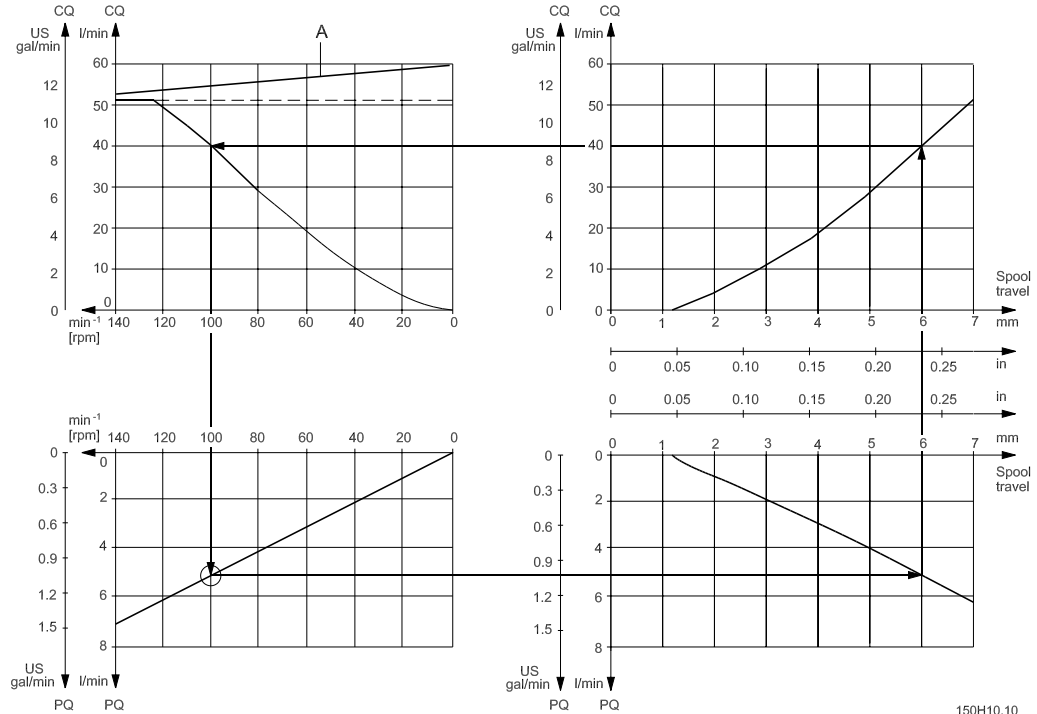 CQ CQ CQ CQ
US gal/min l/min A US gal/min l/min
60 60
12 12
50 50
10 10
40 40
8 8
30 30
6 6
20 20
4 4
10 10
2 2
Spool travel
0 0 0 0
min⁻¹ [rpm] 140 120 100 80 60 40 20 0
0 1 2 3 4 5 6 7 mm
0 0.05 0.10 0.15 0.20 0.25 in
0 0.05 0.10 0.15 0.20 0.25 in
min⁻¹ [rpm] 140 120 100 80 60 40 20 0
0 1 2 3 4 5 6 7 mm
0 0 0 0
Spool travel
0.3 0.3
2 2
0.6 0.6
4 4
0.9 0.9
1.2 6 1.2 6
1.5 1.5
8 8
US gal/min l/min US gal/min l/min
PQ PQ PQ PQ
150H10.10